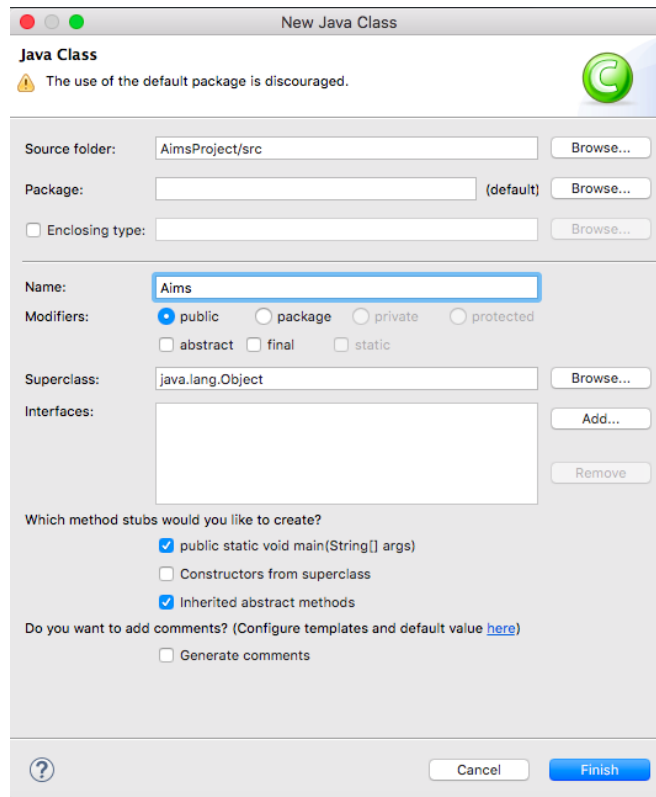 New Java Class
Java Class
The use of the default package is discouraged.
C
Source folder: AimsProject/src Browse...
Package: (default) Browse...
Enclosing type: Browse...
Name: Aims
Modifiers: public package private protected
abstract final static
Superclass: java.lang.Object Browse...
Interfaces: Add...
Remove
Which method stubs would you like to create?
public static void main(String[] args)
Constructors from superclass
Inherited abstract methods
Do you want to add comments? (Configure templates and default value here)
Generate comments
? Cancel Finish